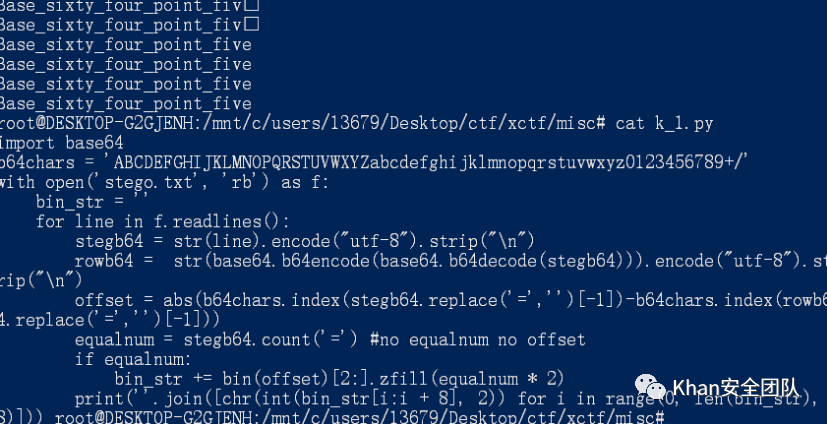 Base_sixty_four_point_fiv□
Base_sixty_four_point_fiv□
Base_sixty_four_point_five
Base_sixty_four_point_five
Base_sixty_four_point_five
Base_sixty_four_point_five
root@DESKTOP-G2GJENH:/mnt/c/users/13679/Desktop/ctf/xctf/misc# cat k_1.py
import base64
b64chars = 'ABCDEFGHIJKLMNOPQRSTUVWXYZabcdefghijklmnopqrstuvwxyz0123456789+/'
with open('stego.txt', 'rb') as f:
    bin_str = ''
    for line in f.readlines():
        stegb64 = str(line).encode("utf-8").strip("\n")
        rowb64 =  str(base64.b64encode(base64.b64decode(stegb64))).encode("utf-8").st
rip("\n")
        offset = abs(b64chars.index(stegb64.replace('=','')[-1])-b64chars.index(rowb6
4.replace('=','')[-1]))
        equalnum = stegb64.count('=') #no equalnum no offset
        if equalnum:
            bin_str += bin(offset)[2:].zfill(equalnum * 2)
        print(''.join([chr(int(bin_str[i:i + 8], 2)) for i in range(0, len(bin_str),
8)])) root@DESKTOP-G2GJENH:/mnt/c/users/13679/Desktop/ctf/xctf/misc#
Khan安全团队